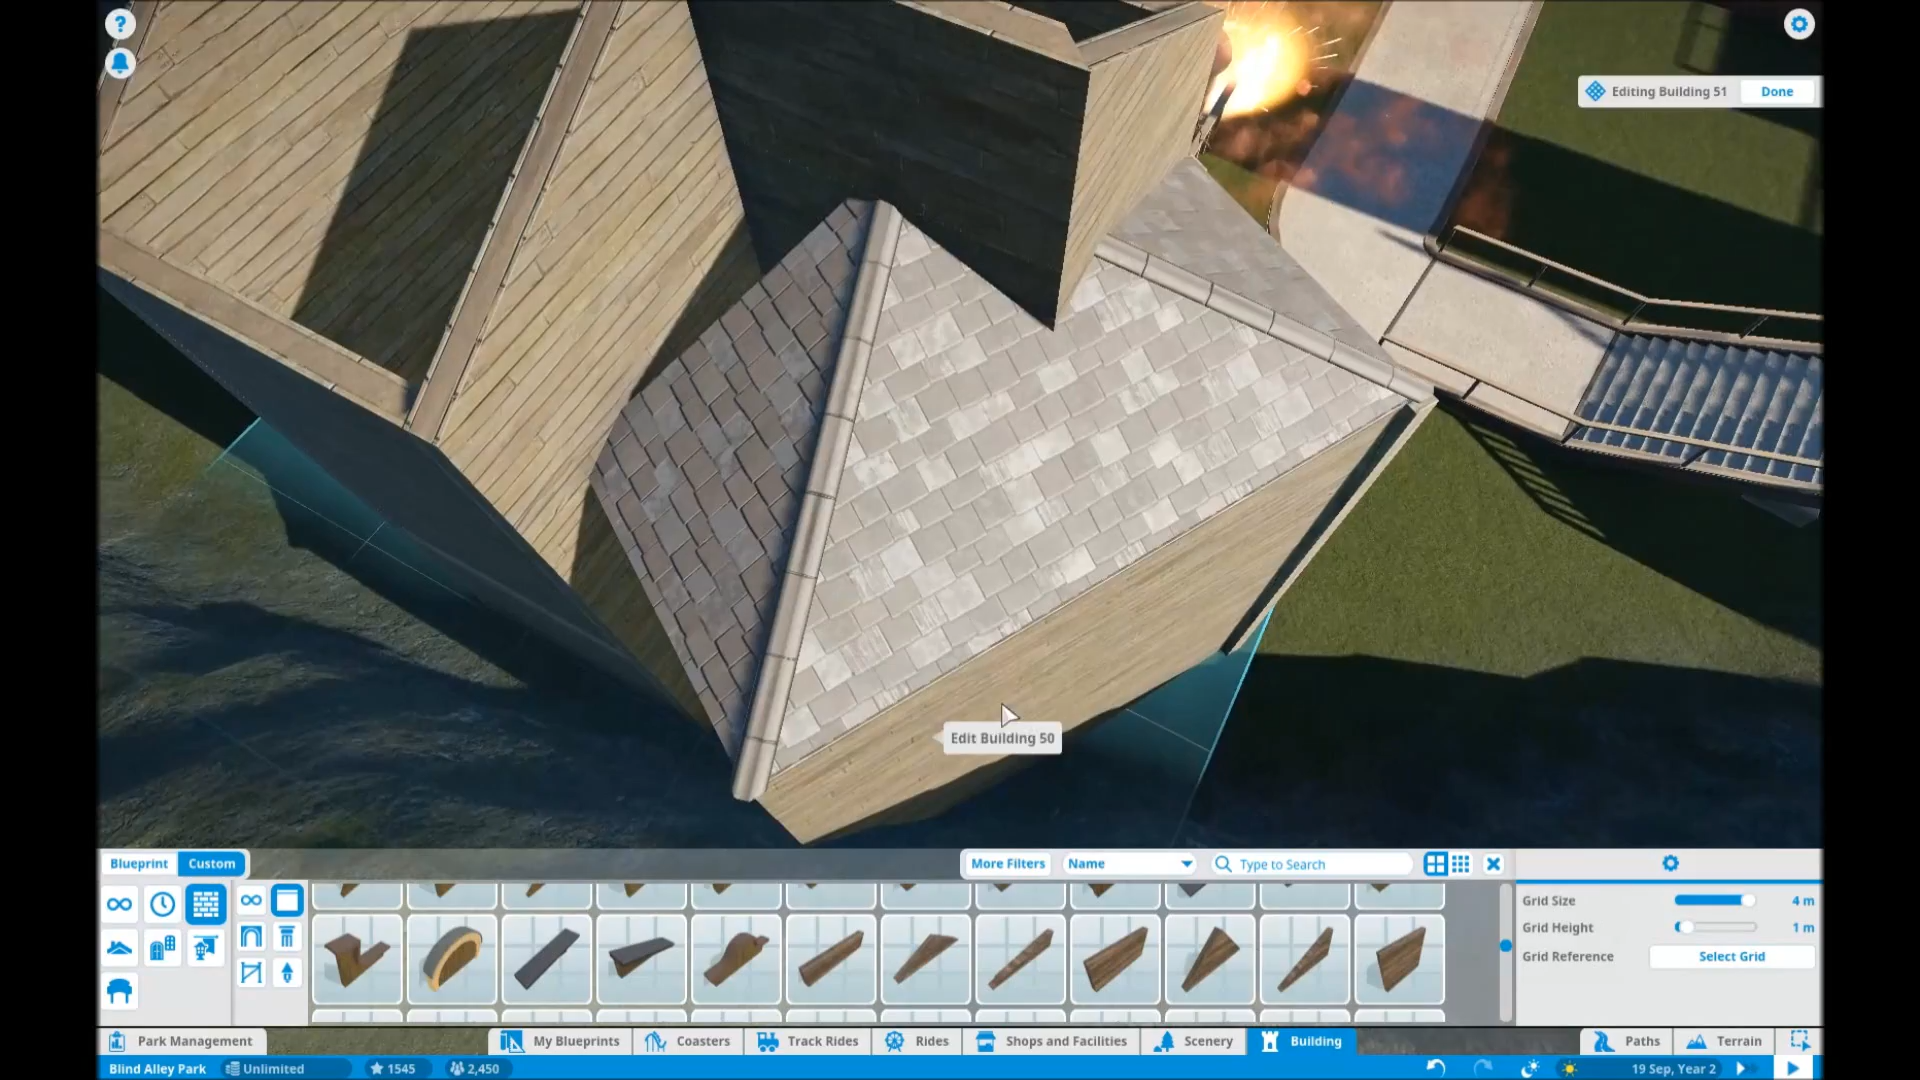 ?
Editing Building 51 Done
Edit Building 50
Blueprint Custom More Filters Name Type to Search
Grid Size 4 m
Grid Height 1 m
Grid Reference Select Grid
Park Management My Blueprints Coasters Track Rides Rides Shops and Facilities Scenery Building Paths Terrain
Blind Alley Park Unlimited 1545 2,450 19 Sep, Year 2